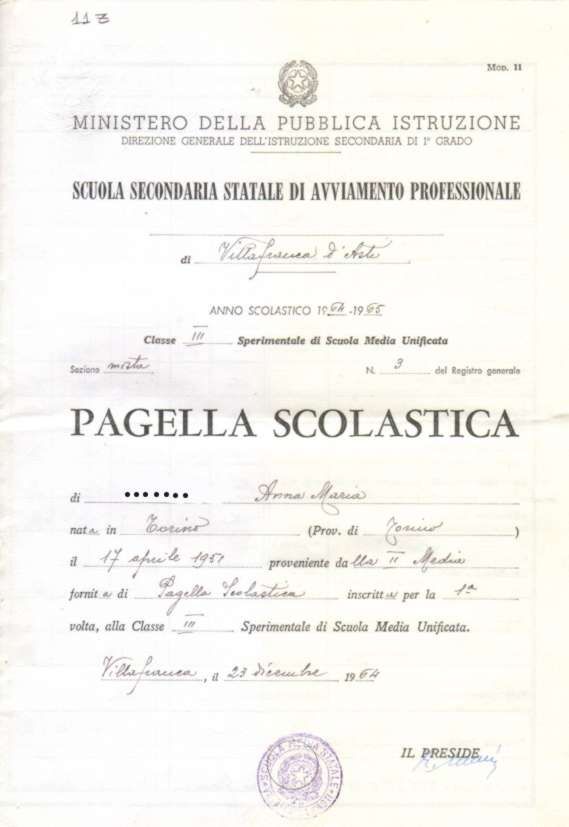 11 Z
MOD. 11
MINISTERO DELLA PUBBLICA ISTRUZIONE
DIREZIONE GENERALE DELL'ISTRUZIONE SECONDARIA DI 1° GRADO
SCUOLA SECONDARIA STATALE DI AVVIAMENTO PROFESSIONALE
di Villafranca d'Asti
ANNO SCOLASTICO 1964-1965
Classe III Sperimentale di Scuola Media Unificata
Sezione mista N. 3 del Registro generale
PAGELLA SCOLASTICA
di Anna Maria
nata in Torino (Prov. di Torino)
il 17 aprile 1951 proveniente dalla II Media
fornita di Pagella Scolastica inscritta per la 1a
volta, alla Classe III Sperimentale di Scuola Media Unificata.
Villafranca, il 23 dicembre 1964
IL PRESIDE
SCUOLA MEDIA STATALE